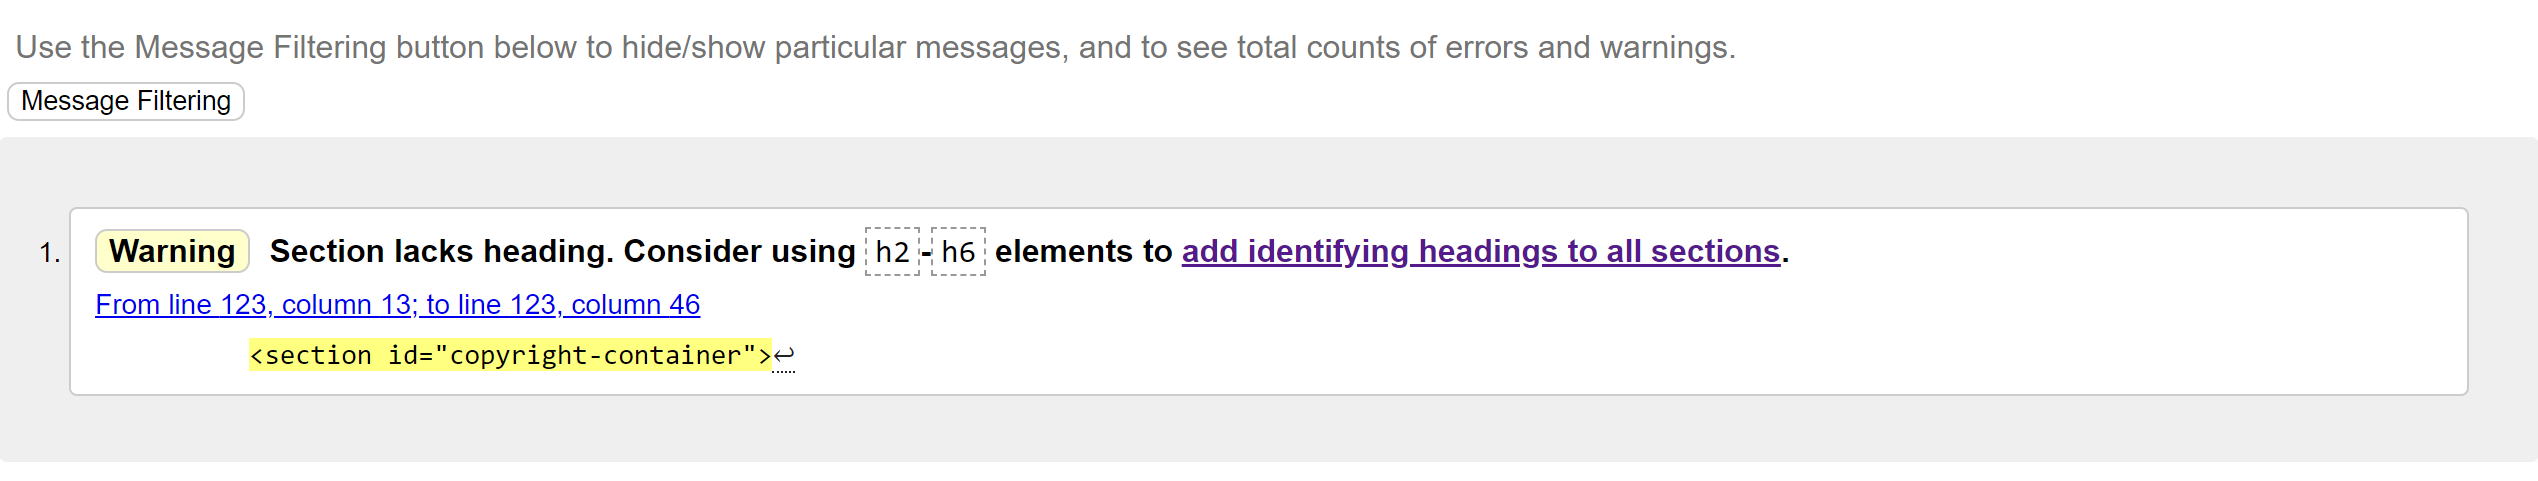 Use the Message Filtering button below to hide/show particular messages, and to see total counts of errors and warnings.
Message Filtering
1. Warning Section lacks heading. Consider using h2-h6 elements to add identifying headings to all sections.
From line 123, column 13; to line 123, column 46
<section id="copyright-container">↩